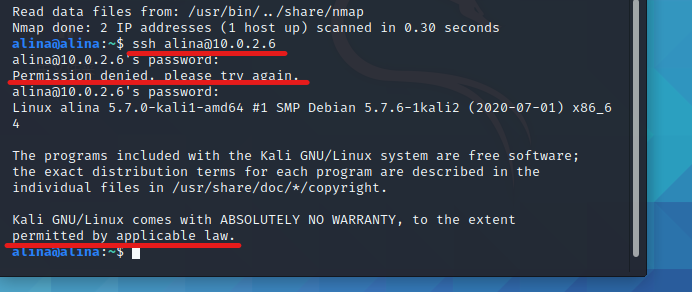 Read data files from: /usr/bin/../share/nmap
Nmap done: 2 IP addresses (1 host up) scanned in 0.30 seconds
alina@alina:~$ ssh alina@10.0.2.6
alina@10.0.2.6's password:
Permission denied, please try again.
alina@10.0.2.6's password:
Linux alina 5.7.0-kali1-amd64 #1 SMP Debian 5.7.6-1kali2 (2020-07-01) x86_6
4
The programs included with the Kali GNU/Linux system are free software;
the exact distribution terms for each program are described in the
individual files in /usr/share/doc/*/copyright.
Kali GNU/Linux comes with ABSOLUTELY NO WARRANTY, to the extent
permitted by applicable law.
alina@alina:~$